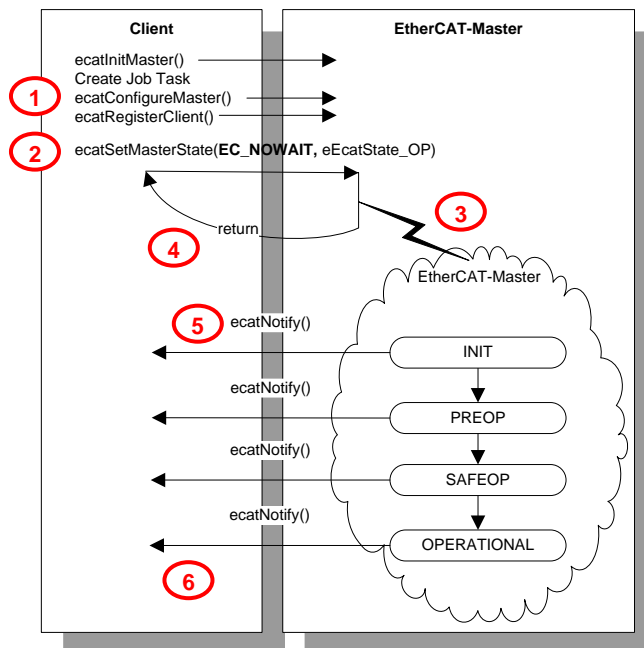 Client
EtherCAT-Master
ecatInitMaster()
Create Job Task
1
ecatConfigureMaster()
ecatRegisterClient()
2
ecatSetMasterState(EC_NOWAIT, eEcatState_OP)
3
4
return
EtherCAT-Master
5
ecatNotify()
INIT
ecatNotify()
PREOP
ecatNotify()
SAFEOP
ecatNotify()
OPERATIONAL
6